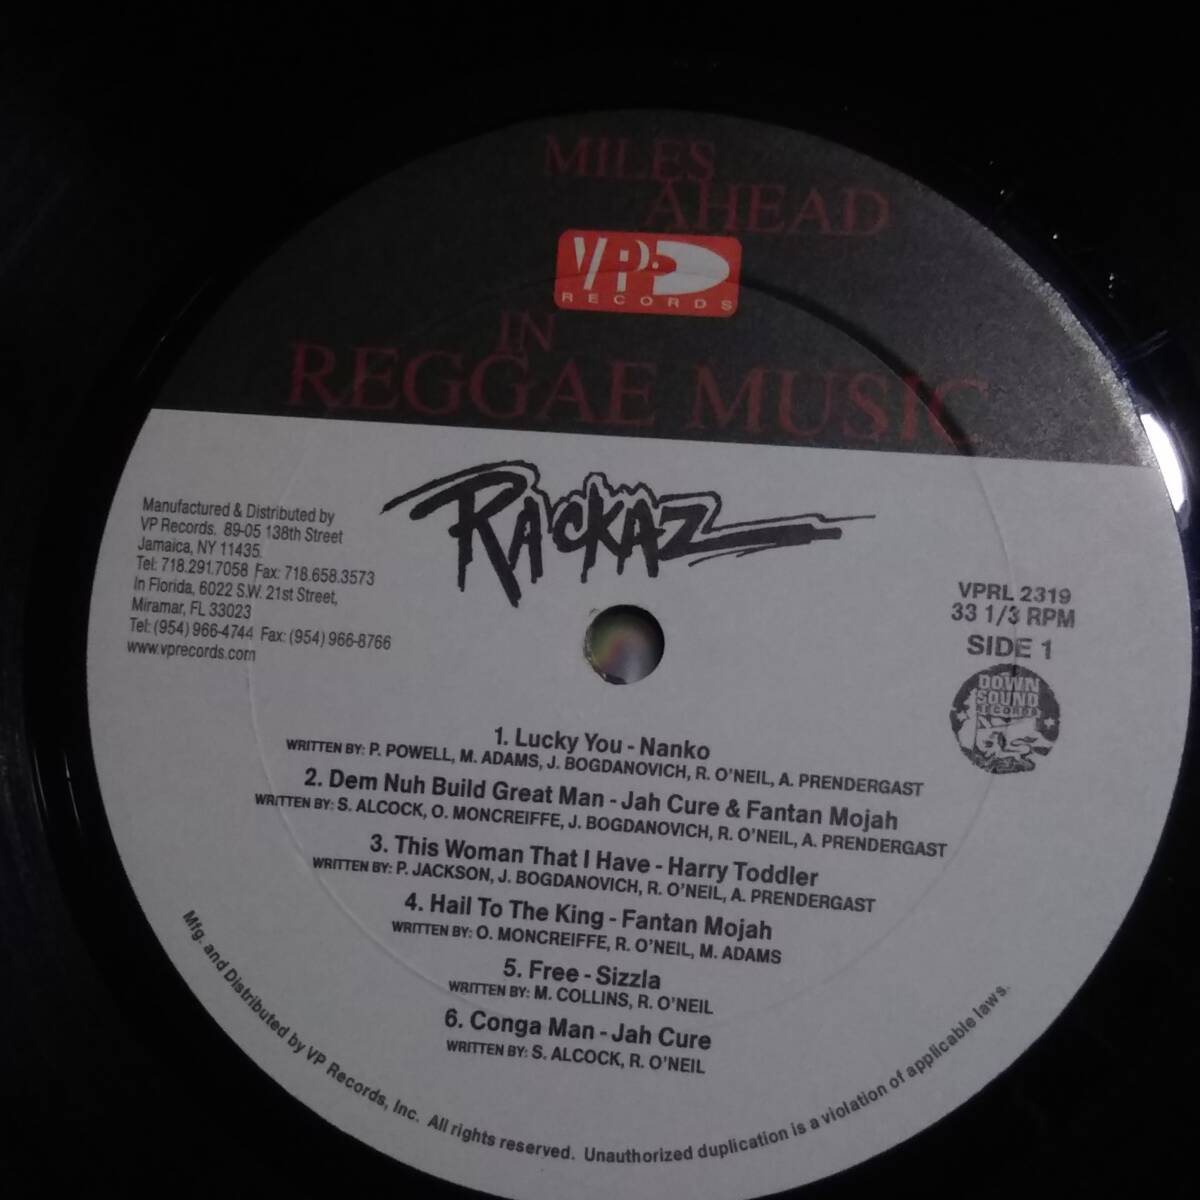 MILES
AHEAD
VP
RECORDS
IN
REGGAE MUSIC
RACKAZ
Manufactured & Distributed by
VP Records, 89-05 138th Street
Jamaica, NY 11435
Tel: 718.291.7058 Fax: 718.658.3573
In Florida, 6022 S.W. 21st Street,
Miramar, FL 33023
Tel: (954) 966-4744 Fax: (954) 966-8766
www.vprecords.com
VPRL 2319
33 1/3 RPM
SIDE 1
DOWN
SOUND
RECORDS
1. Lucky You - Nanko
WRITTEN BY: P. POWELL, M. ADAMS, J. BOGDANOVICH, R. O'NEIL, A. PRENDERGAST
2. Dem Nuh Build Great Man - Jah Cure & Fantan Mojah
WRITTEN BY: S. ALCOCK, O. MONCREIFFE, J. BOGDANOVICH, R. O'NEIL, A. PRENDERGAST
3. This Woman That I Have - Harry Toddler
WRITTEN BY: P. JACKSON, J. BOGDANOVICH, R. O'NEIL, A. PRENDERGAST
4. Hail To The King - Fantan Mojah
WRITTEN BY: O. MONCREIFFE, R. O'NEIL, M. ADAMS
5. Free - Sizzla
WRITTEN BY: M. COLLINS, R. O'NEIL
6. Conga Man - Jah Cure
WRITTEN BY: S. ALCOCK, R. O'NEIL
Mfg. and Distributed by VP Records, Inc. All rights reserved. Unauthorized duplication is a violation of applicable laws.